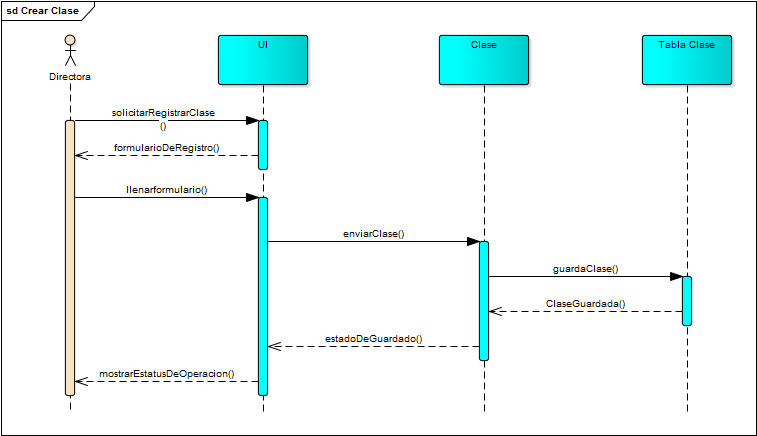 sd Crear Clase
UI
Clase
Tabla Clase
Directora
solicitarRegistrarClase
()
formularioDeRegistro()
llenarformulario()
enviarClase()
guardaClase()
ClaseGuardada()
estadoDeGuardado()
mostrarEstatusDeOperacion()